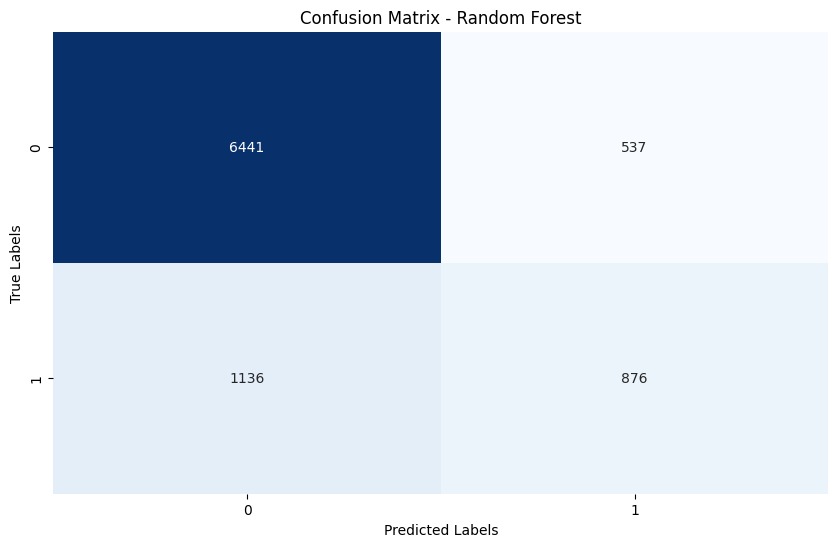 Confusion Matrix - Random Forest
True Labels
0
6441
537
1
1136
876
0
1
Predicted Labels